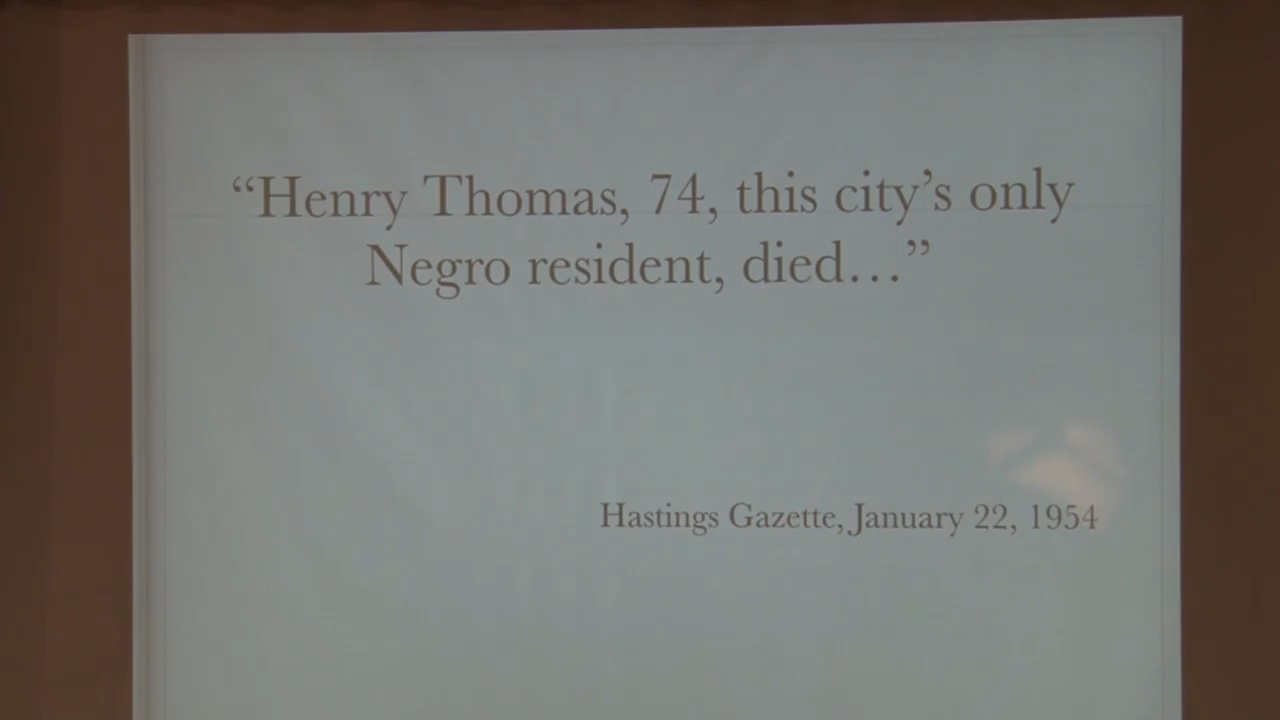 “Henry Thomas, 74, this city’s only
Negro resident, died…”
Hastings Gazette, January 22, 1954